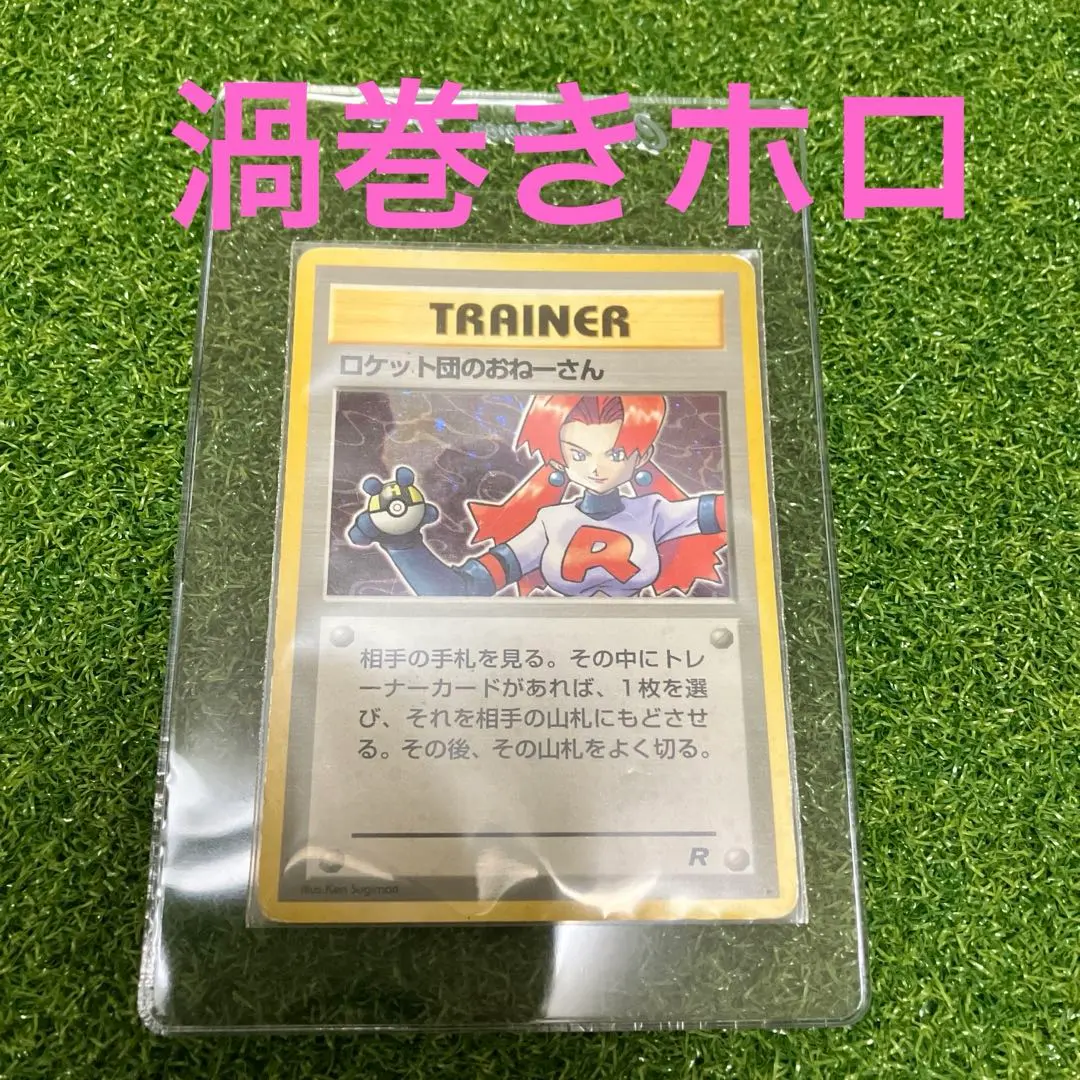 渦巻きホロ
TRAINER
ロケット団のおねーさん
R
相手の手札を見る。その中にトレ
ーナーカードがあれば、1枚を選
び、それを相手の山札にもどさせ
る。その後、その山札をよく切る。
R
Illus.Ken Sugimori